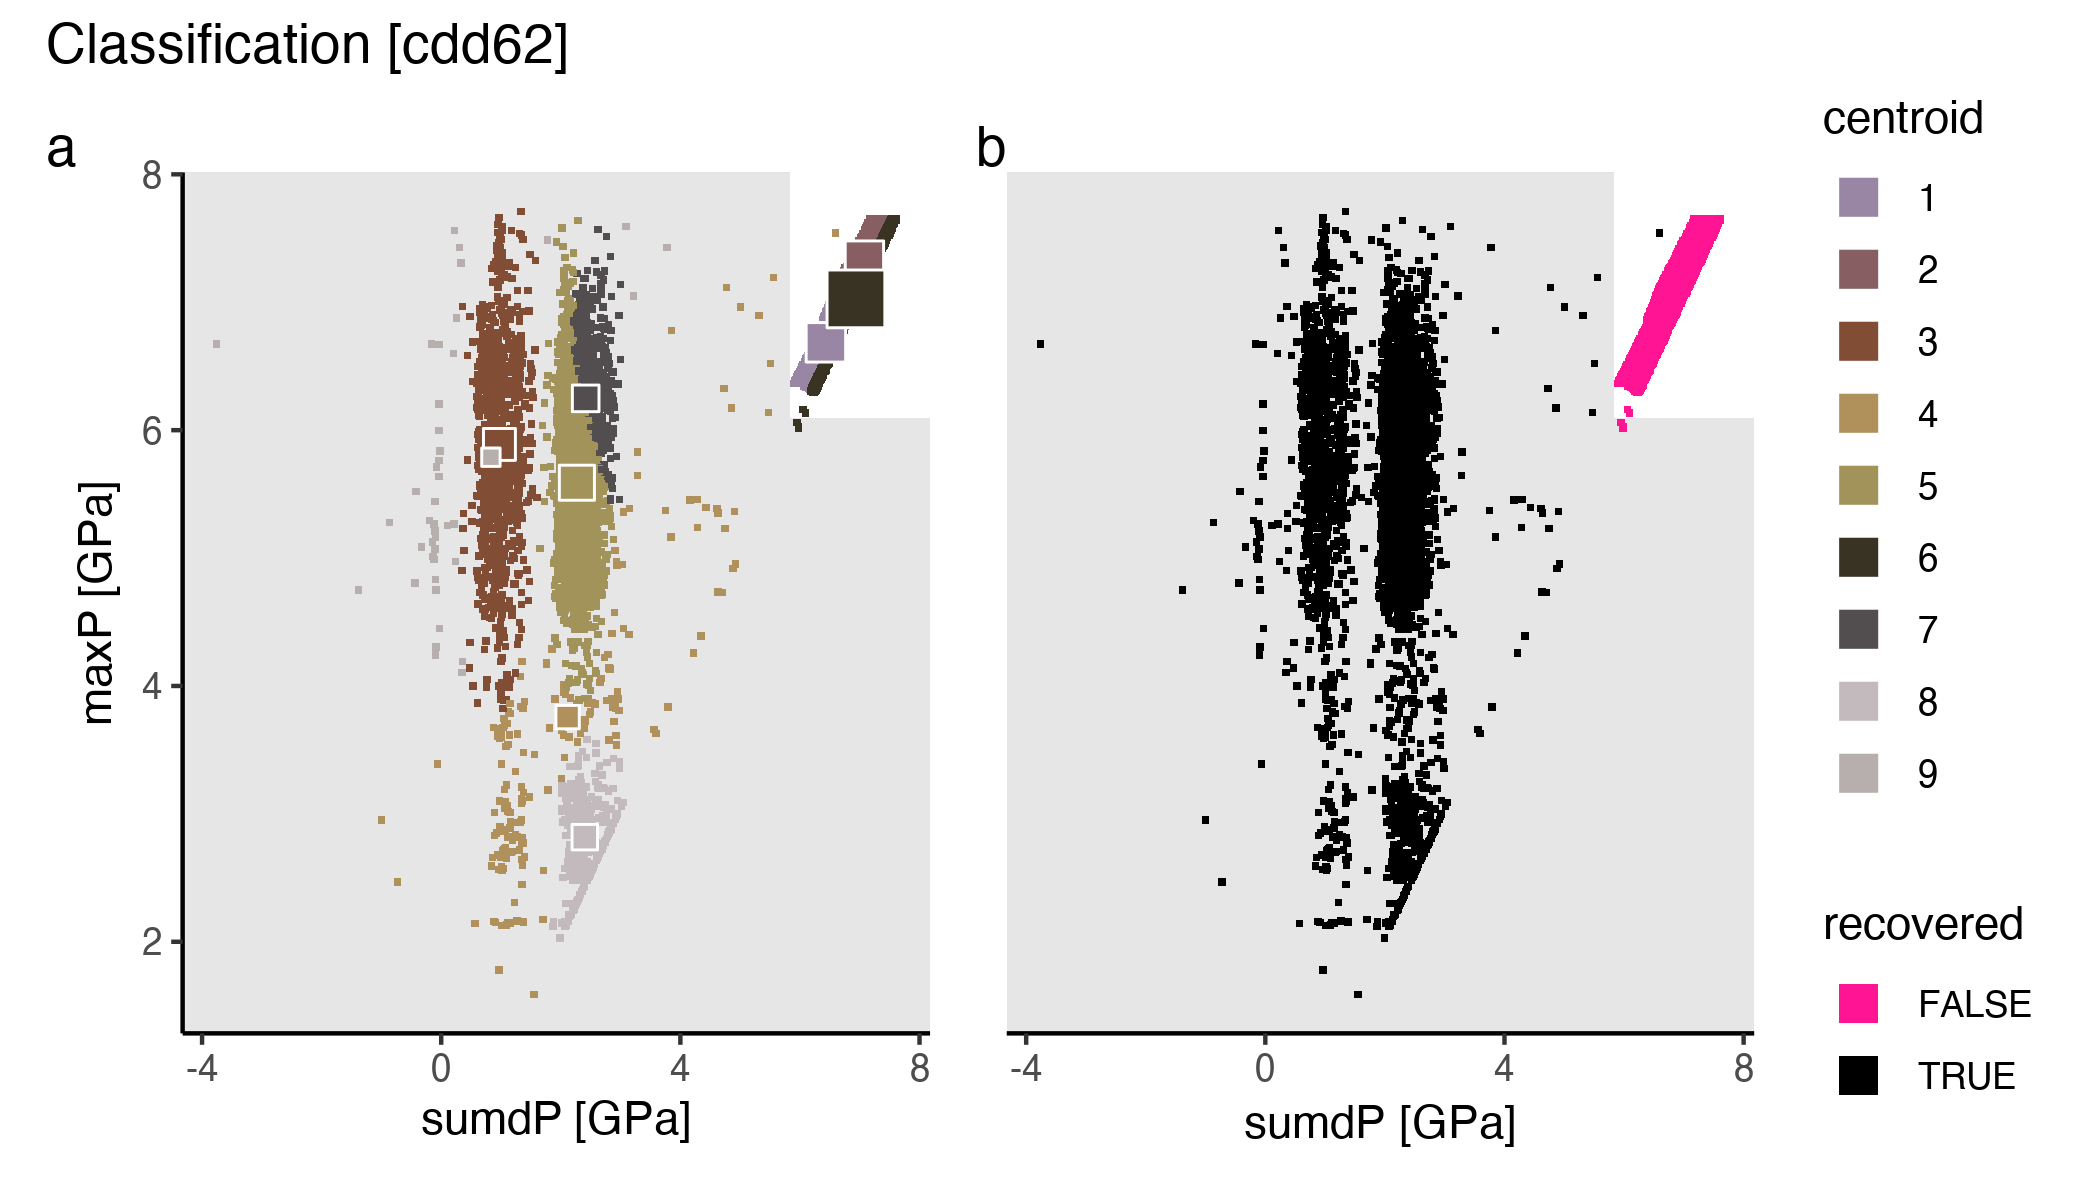 Classification [cdd62]
a
b
8
6
4
2
maxP [GPa]
-4 0 4 8
sumdP [GPa]
-4 0 4 8
sumdP [GPa]
centroid
1
2
3
4
5
6
7
8
9
recovered
FALSE
TRUE